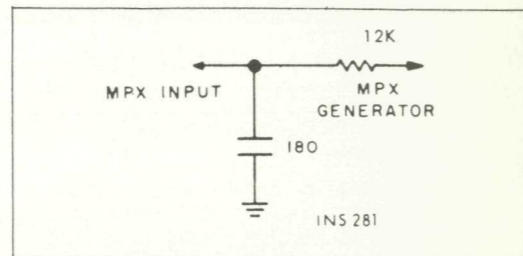 12K
MPX INPUT
MPX
GENERATOR
180
INS 281